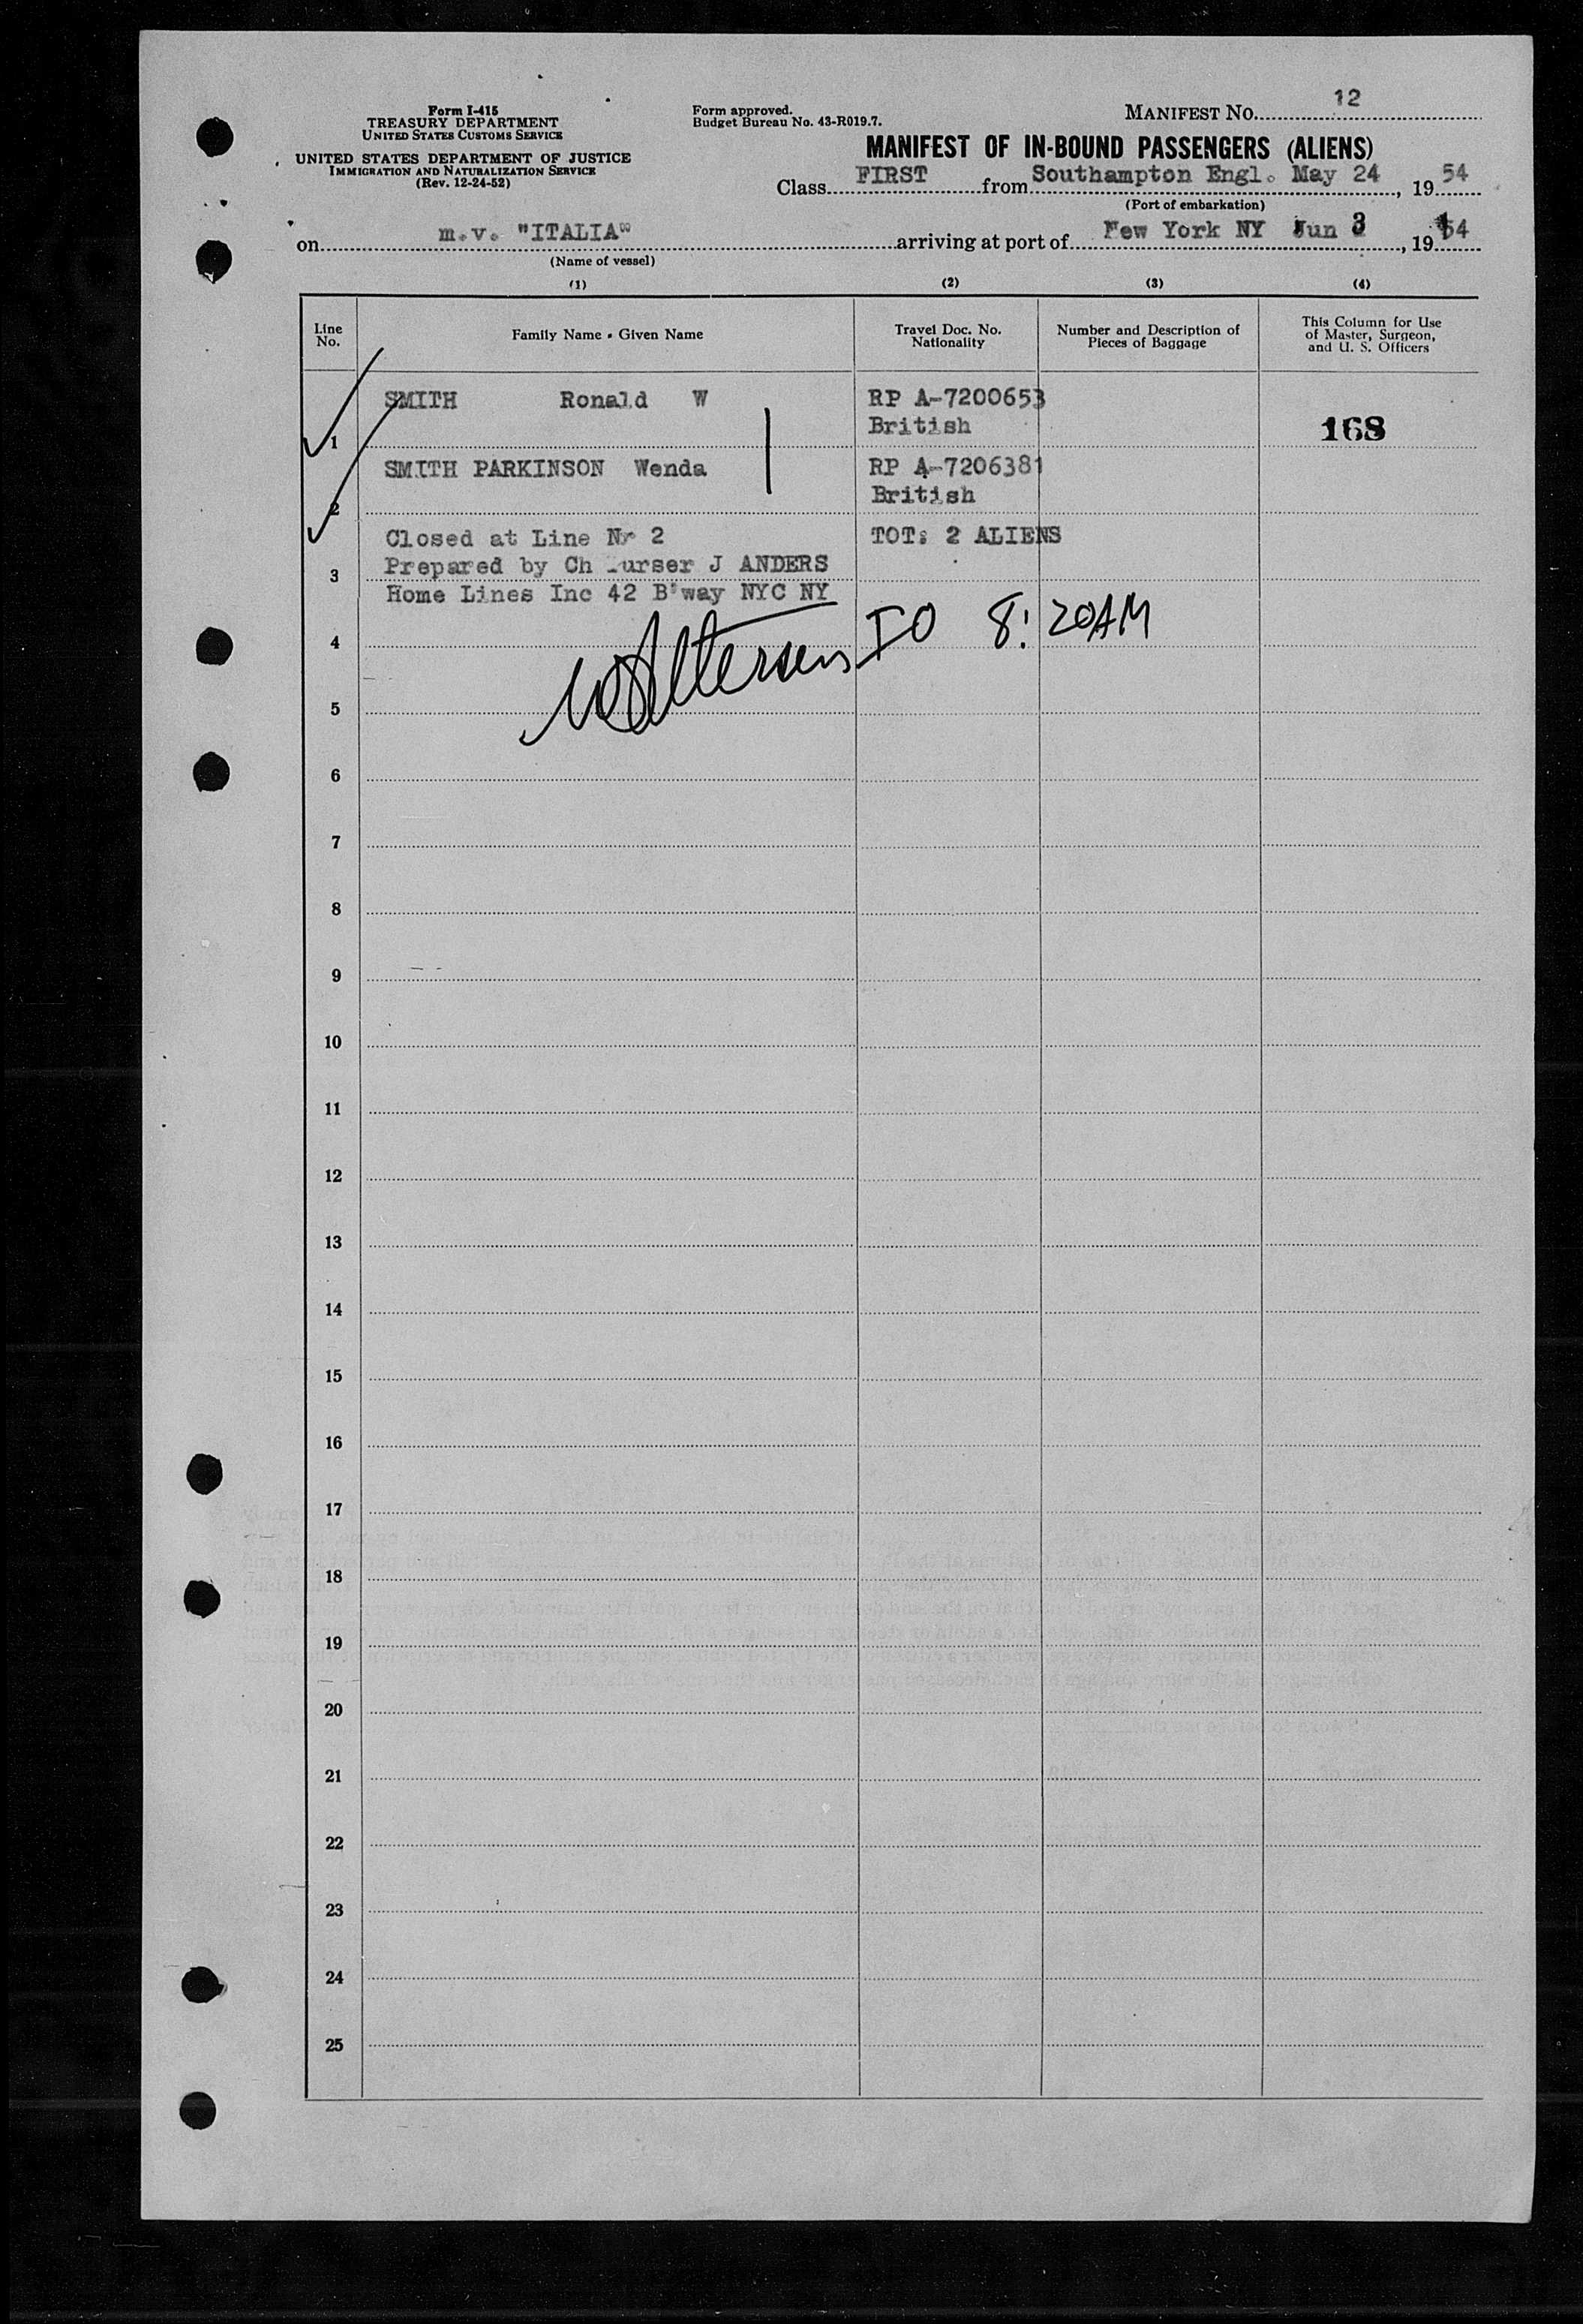 Form I-415
TREASURY DEPARTMENT
UNITED STATES CUSTOMS SERVICE
UNITED STATES DEPARTMENT OF JUSTICE
IMMIGRATION AND NATURALIZATION SERVICE
(Rev. 12-24-52)
Form approved.
Budget Bureau No. 43-R019.7.
MANIFEST NO. 12
MANIFEST OF IN-BOUND PASSENGERS (ALIENS)
Class FIRST from Southampton Engl. May 24, 19 54
(Port of embarkation)
on m.v. "ITALIA" arriving at port of New York NY Jun 3, 19 54
(Name of vessel)
(1) (2) (3) (4)
Line No. Family Name - Given Name Travel Doc. No. Nationality Number and Description of Pieces of Baggage This Column for Use of Master, Surgeon, and U. S. Officers
SMITH Ronald W RP A-7200653
1 British 168
SMITH PARKINSON Wenda RP A-7206381
2 British
Closed at Line Nr 2 TOT: 2 ALIENS
3 Prepared by Ch urser J ANDERS
Home Lines Inc 42 B'way NYC NY
4 IO 8:20AM
5
6
7
8
9
10
11
12
13
14
15
16
17
18
19
20
21
22
23
24
25